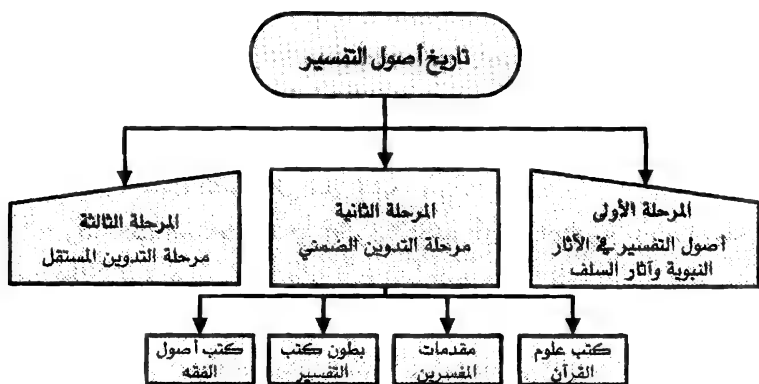 تاريخ أصول التفسير
المرحلة الأولى
أصول التفسير في الآثار
النبوية وآثار السلف
المرحلة الثانية
مرحلة التدوين الضمني
المرحلة الثالثة
مرحلة التدوين المستقل
كتب علوم
القرآن
مقدمات
المفسرين
بطون كتب
التفسير
كتب أصول
الفقه